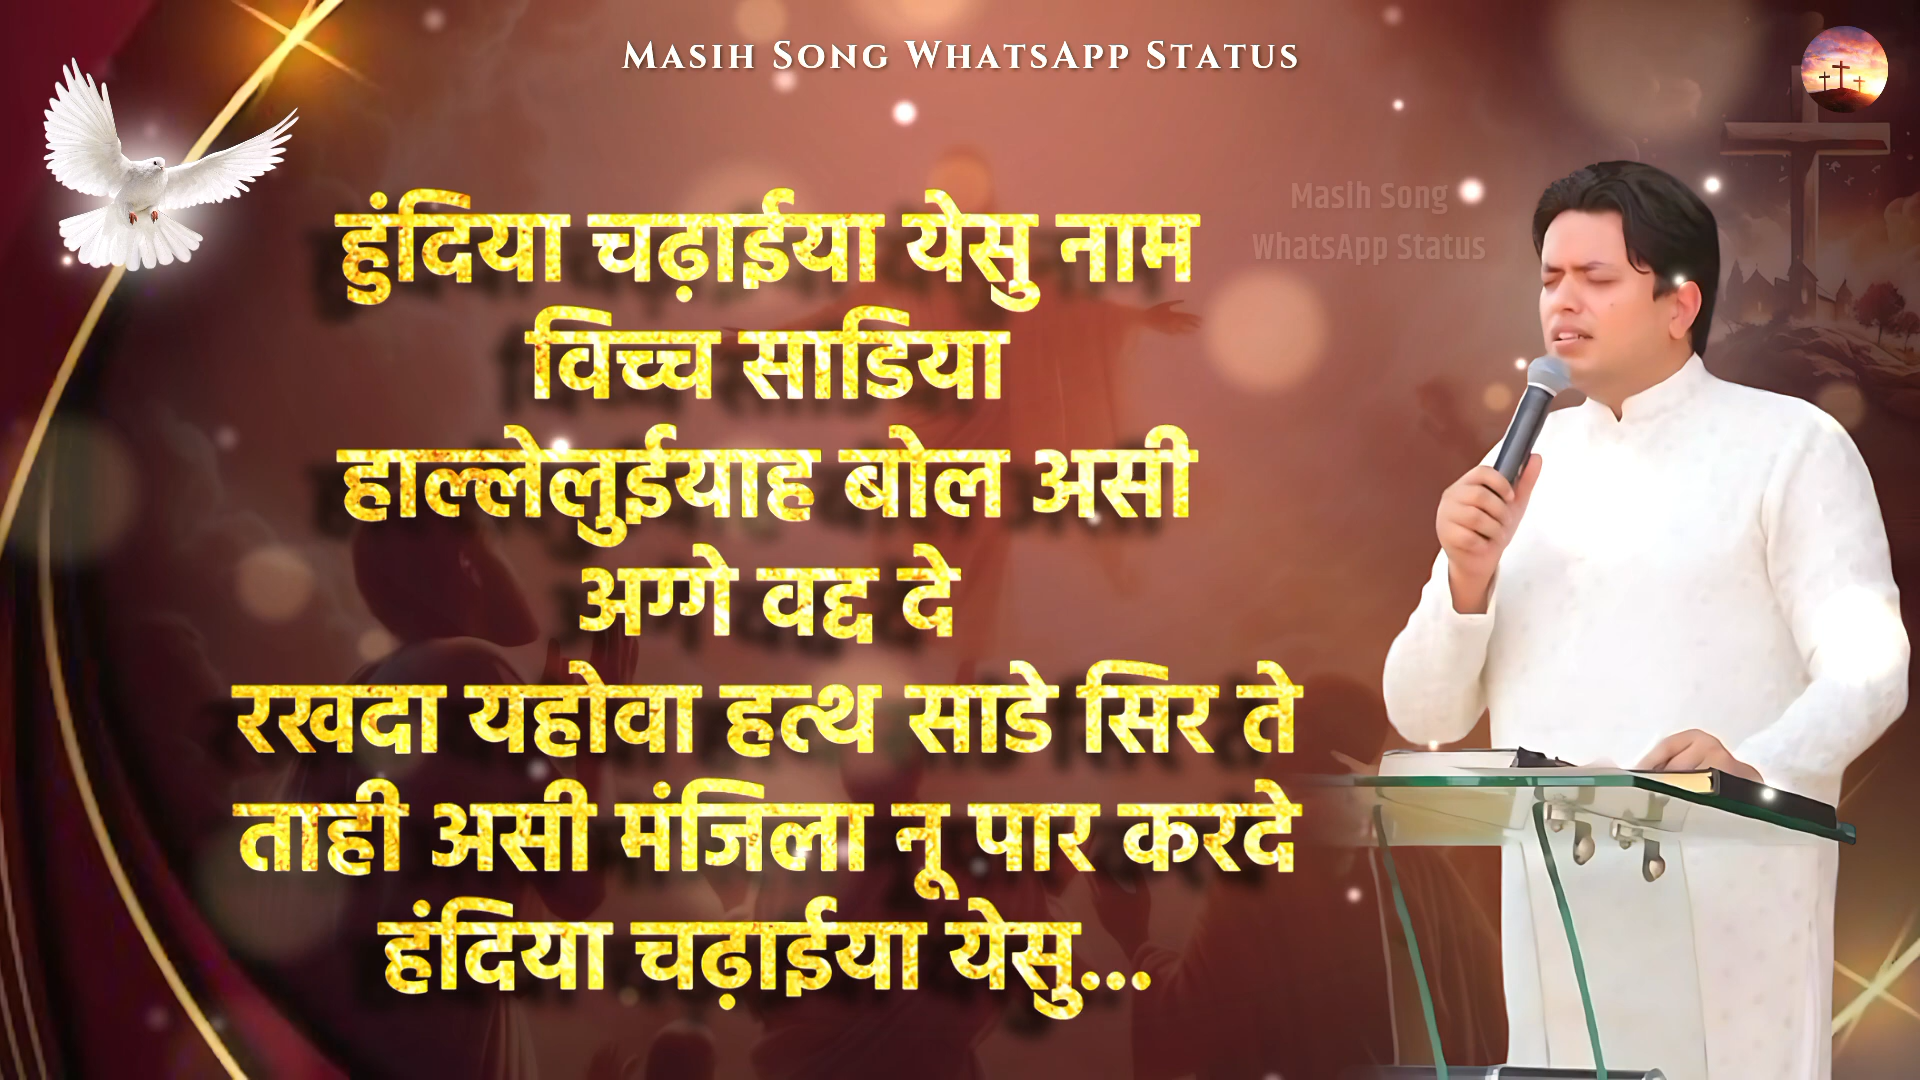 Masih Song WhatsApp Status
Masih Song
WhatsApp Status
हुंदिया चढ़ाईया येसु नाम
विच्च साडिया
हाल्लेलुईयाह बोल असी
अग्गे वद्द दे
रखदा यहोवा हत्थ साडे सिर ते
ताही असी मंजिला नू पार करदे
हंदिया चढ़ाईया येसु...